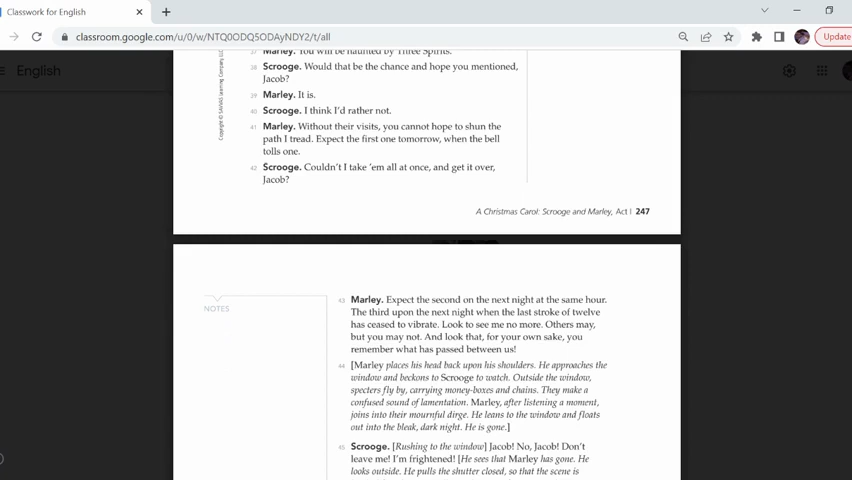 Classwork for English
classroom.google.com/u/0/w/NTQ0ODQ5ODAyNDY2/t/all
Update
English
Copyright © SAVVAS Learning Company LLC
37 Marley. You will be haunted by Three Spirits.
38 Scrooge. Would that be the chance and hope you mentioned,
Jacob?
39 Marley. It is.
40 Scrooge. I think I'd rather not.
41 Marley. Without their visits, you cannot hope to shun the
path I tread. Expect the first one tomorrow, when the bell
tolls one.
42 Scrooge. Couldn't I take 'em all at once, and get it over,
Jacob?
A Christmas Carol: Scrooge and Marley, Act I 247
NOTES
43 Marley. Expect the second on the next night at the same hour.
The third upon the next night when the last stroke of twelve
has ceased to vibrate. Look to see me no more. Others may,
but you may not. And look that, for your own sake, you
remember what has passed between us!
44 [Marley places his head back upon his shoulders. He approaches the
window and beckons to Scrooge to watch. Outside the window,
specters fly by, carrying money-boxes and chains. They make a
confused sound of lamentation. Marley, after listening a moment,
joins into their mournful dirge. He leans to the window and floats
out into the bleak, dark night. He is gone.]
45 Scrooge. [Rushing to the window] Jacob! No, Jacob! Don't
leave me! I'm frightened! [He sees that Marley has gone. He
looks outside. He pulls the shutter closed, so that the scene is